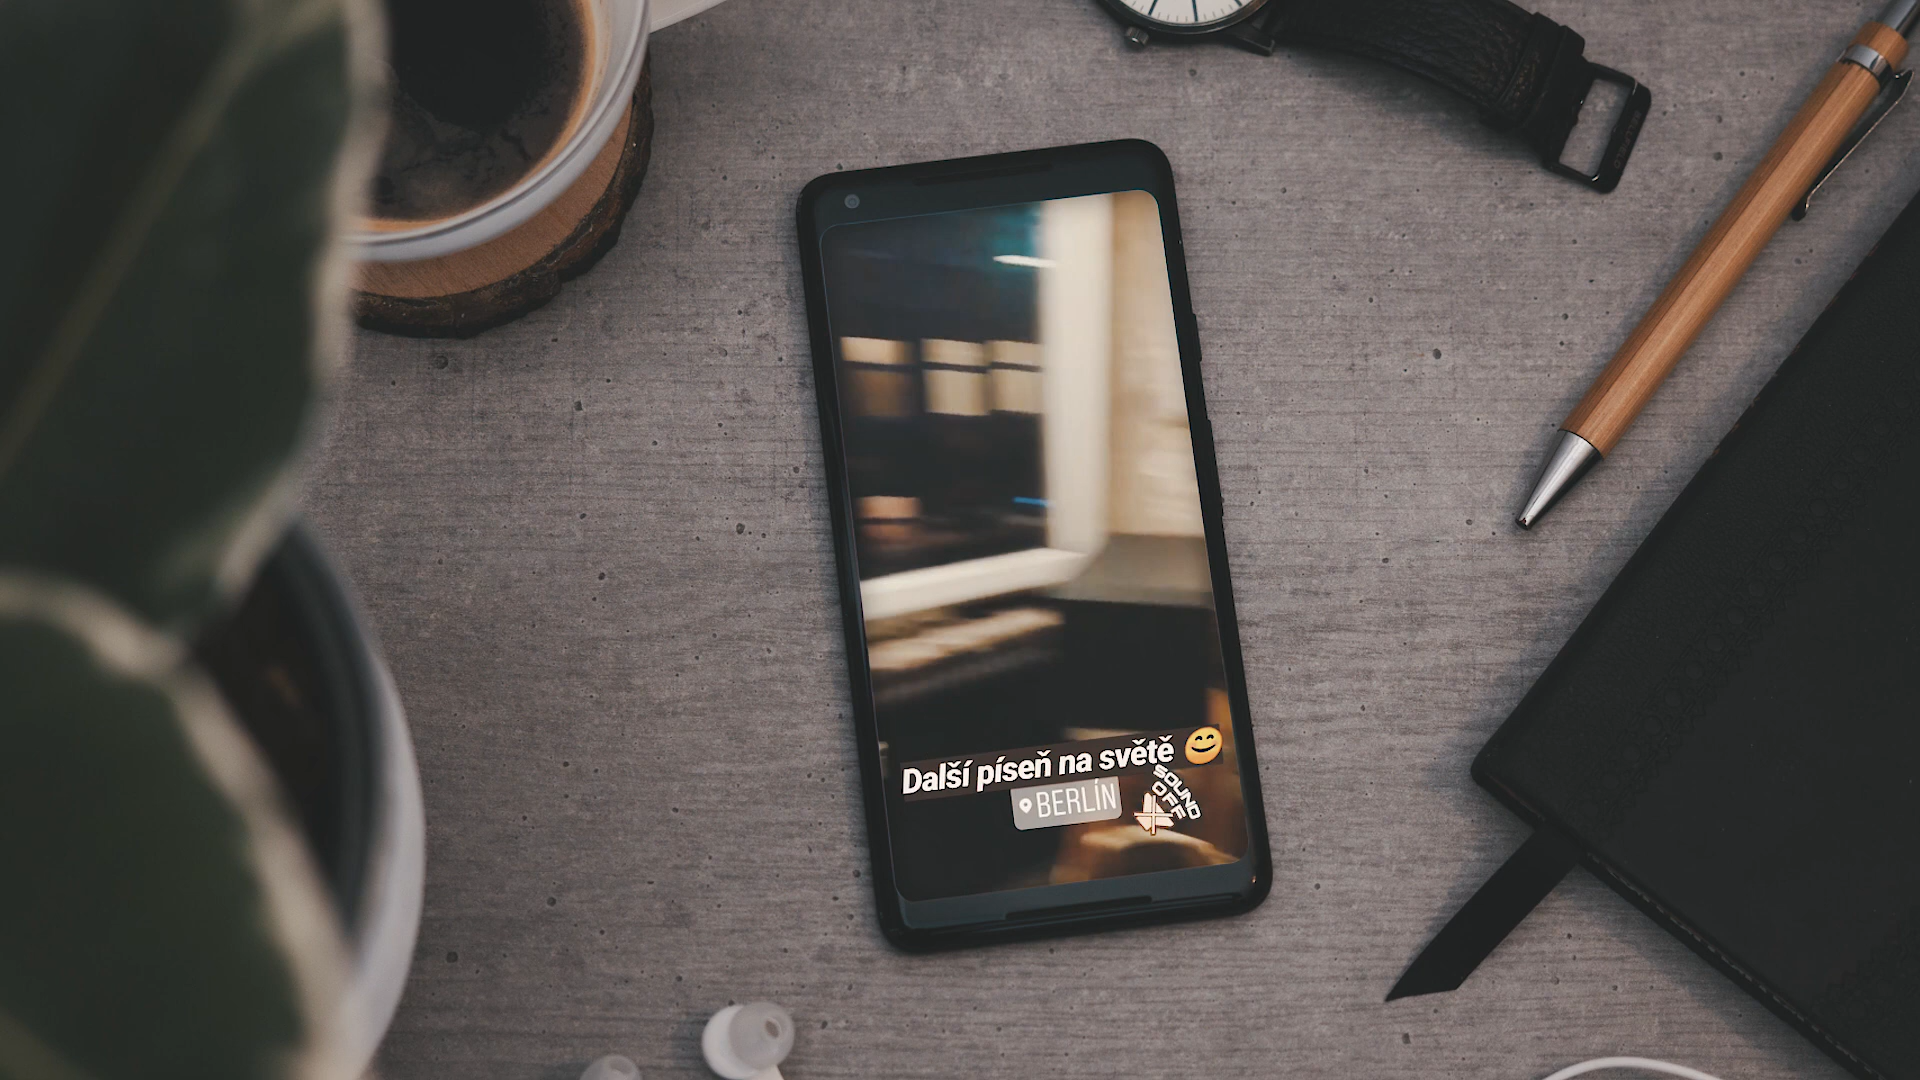 Další píseň na světě 😊
BERLÍN
SOUND
OFF